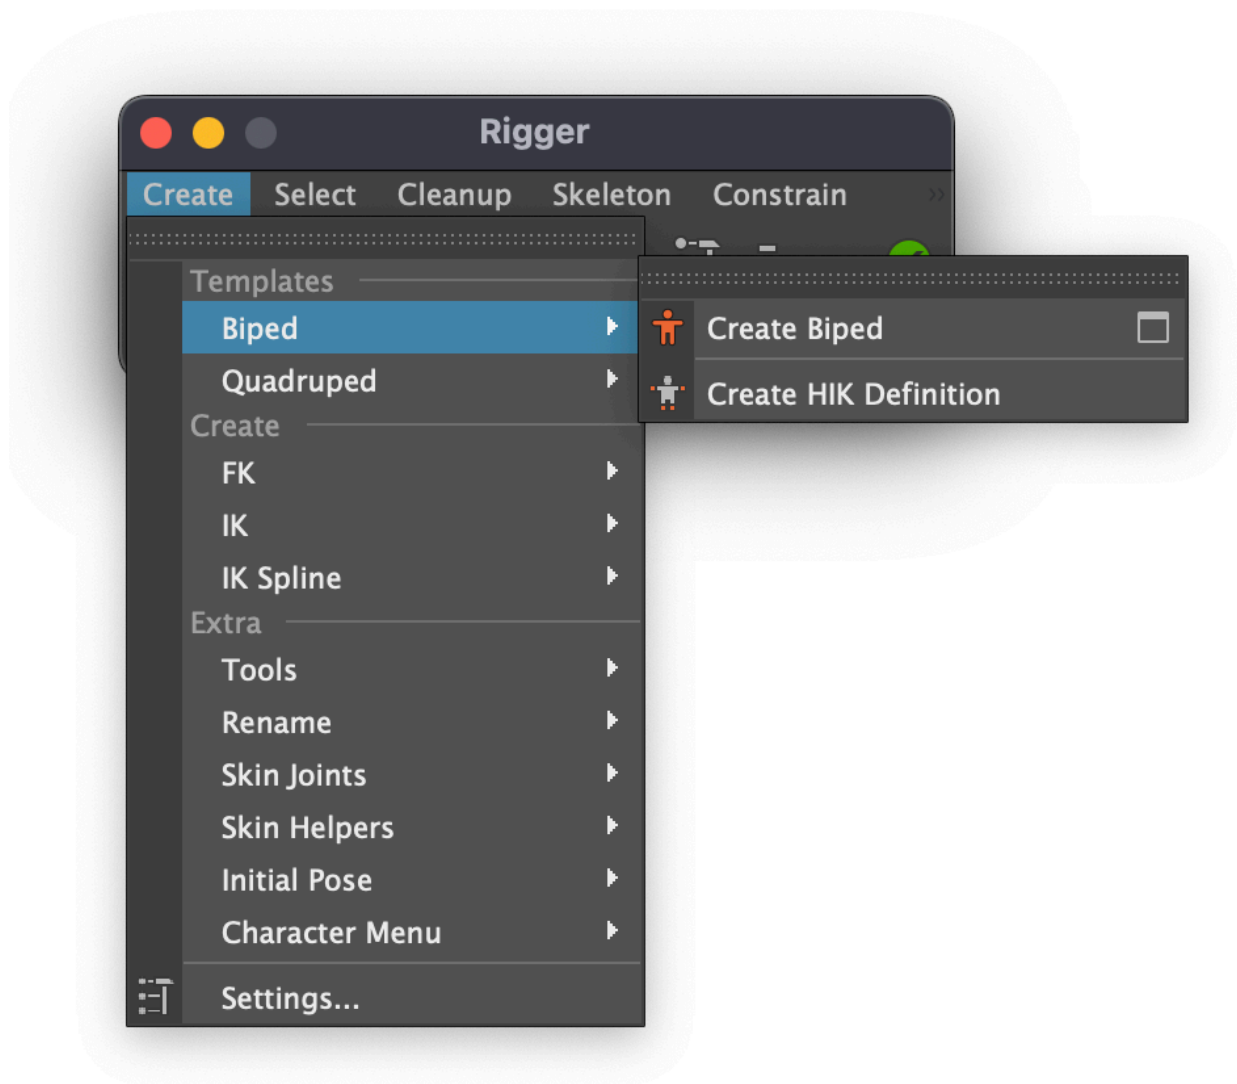 Rigger
Create Select Cleanup Skeleton Constrain »
Templates
Biped
Create Biped
Quadruped
Create HIK Definition
Create
FK
IK
IK Spline
Extra
Tools
Rename
Skin Joints
Skin Helpers
Initial Pose
Character Menu
Settings...